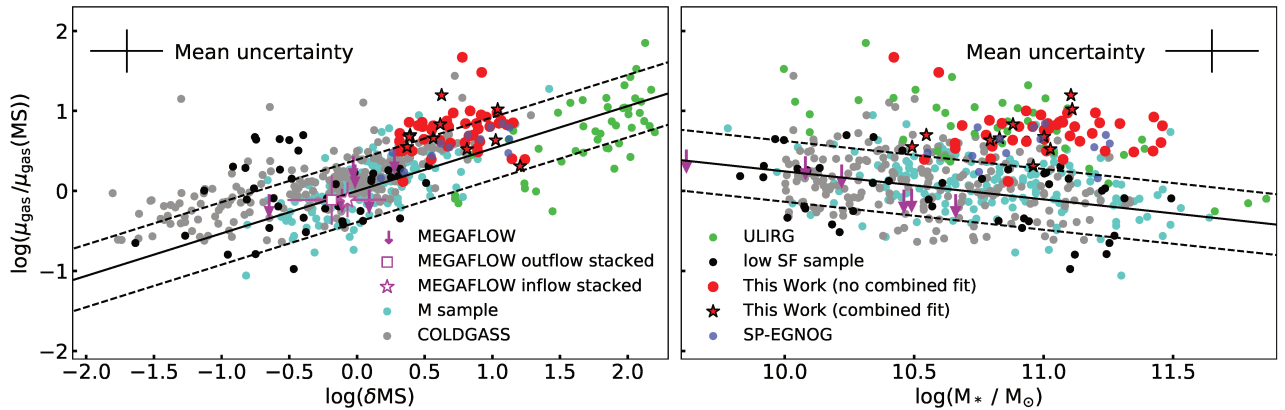 2
1
0
−1
−2
log(μgas /μgas(MS))
Mean uncertainty
MEGAFLOW
MEGAFLOW outflow stacked
MEGAFLOW inflow stacked
M sample
COLDGASS
−2.0 −1.5 −1.0 −0.5 0.0 0.5 1.0 1.5 2.0
log(δMS)
Mean uncertainty
ULIRG
low SF sample
This Work (no combined fit)
This Work (combined fit)
SP-EGNOG
10.0 10.5 11.0 11.5
log(M* / M⊙)